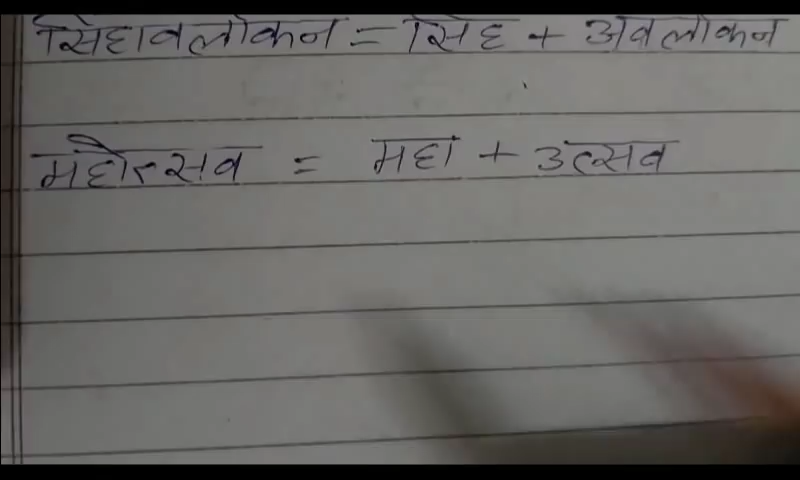 सिंहावलोकन = सिंह + अवलोकन
महोत्सव = महा + उत्सव